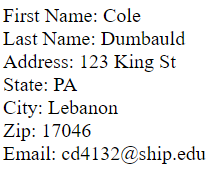 First Name: Cole
Last Name: Dumbauld
Address: 123 King St
State: PA
City: Lebanon
Zip: 17046
Email: cd4132@ship.edu